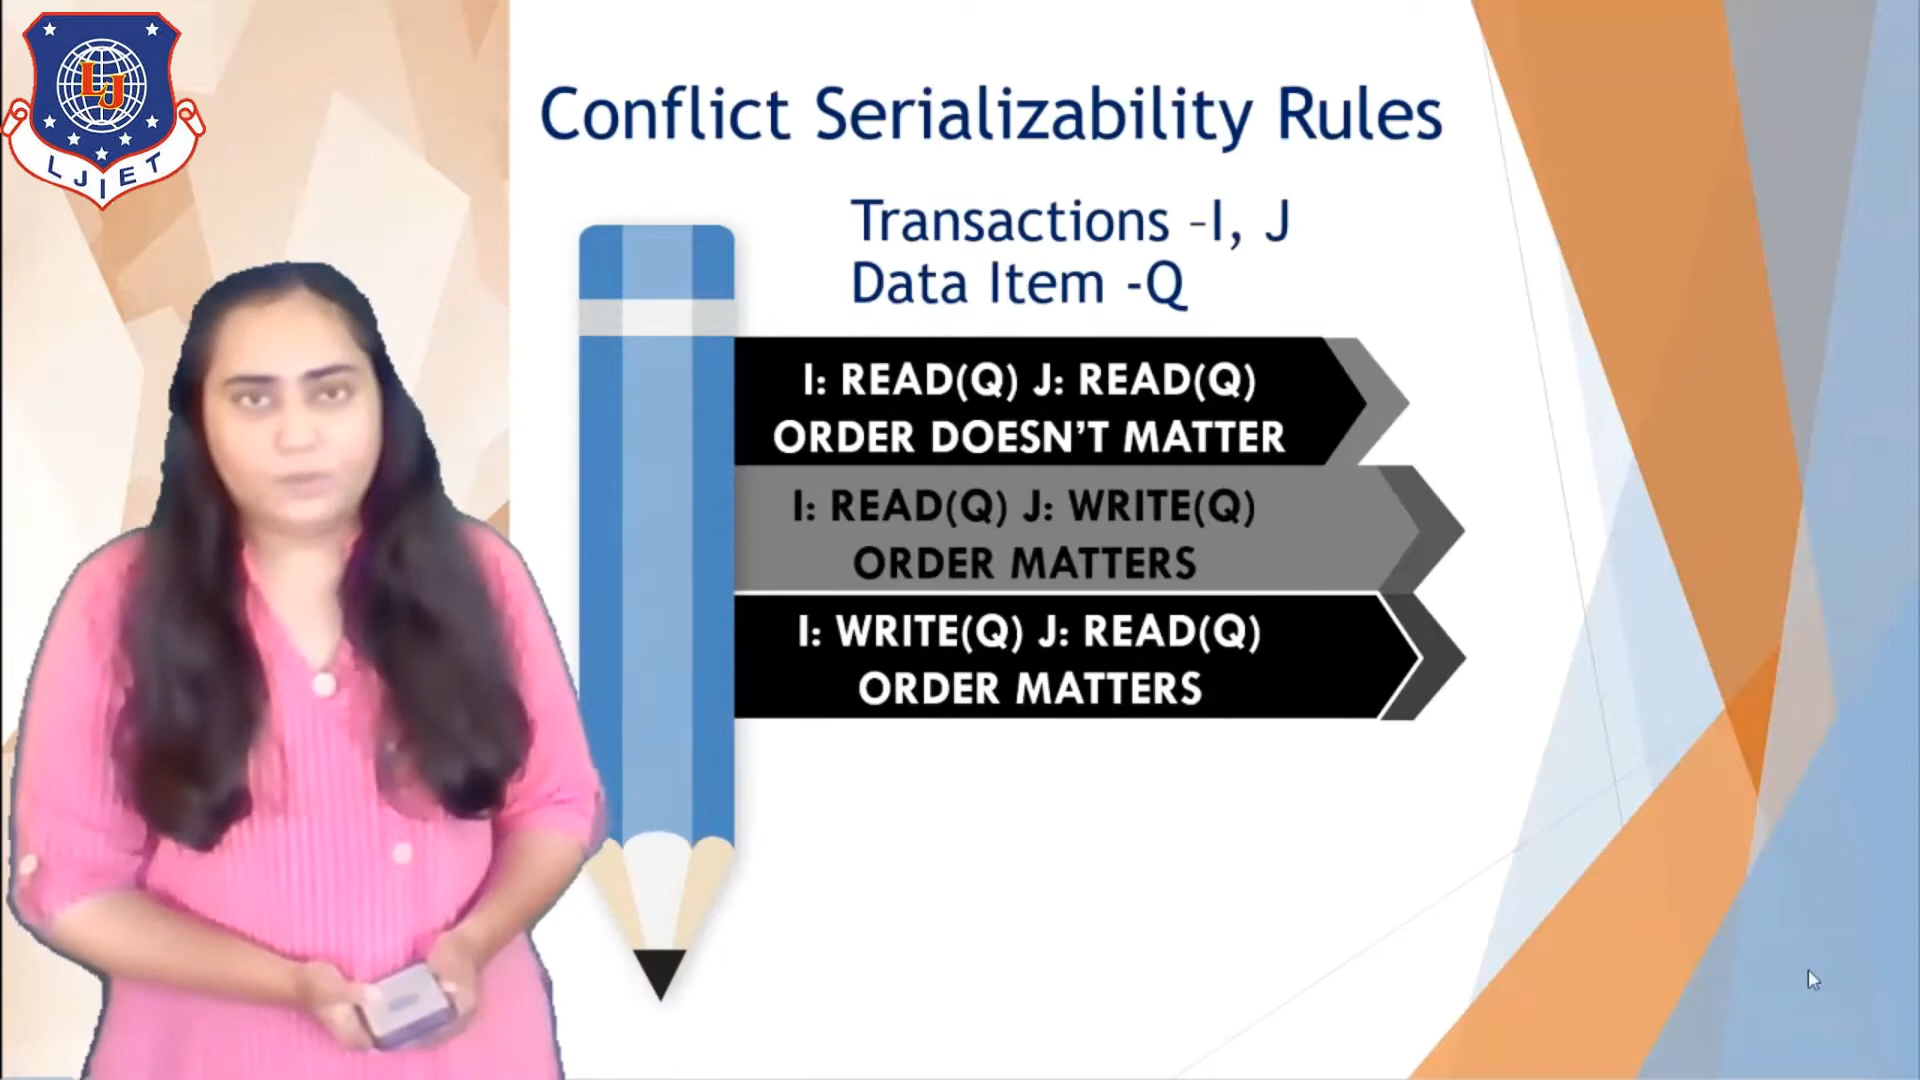 LJ
LJIET
Conflict Serializability Rules
Transactions –I, J
Data Item -Q
I: READ(Q) J: READ(Q)
ORDER DOESN'T MATTER
I: READ(Q) J: WRITE(Q)
ORDER MATTERS
I: WRITE(Q) J: READ(Q)
ORDER MATTERS